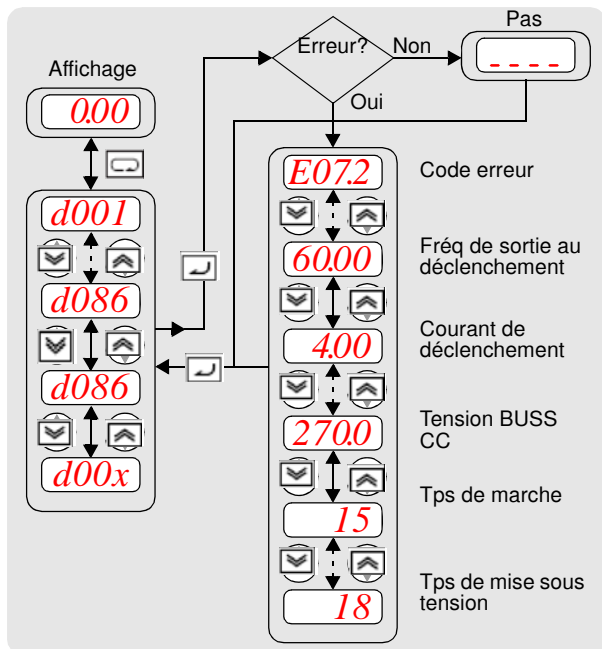 Pas
Erreur?
Non
_ _ _ _
Affichage
Oui
0.00
E07.2
Code erreur
d001
60.00
Fréq de sortie au
déclenchement
d086
4.00
Courant de
déclenchement
d086
270.0
Tension BUSS
CC
d00x
15
Tps de marche
18
Tps de mise sous
tension